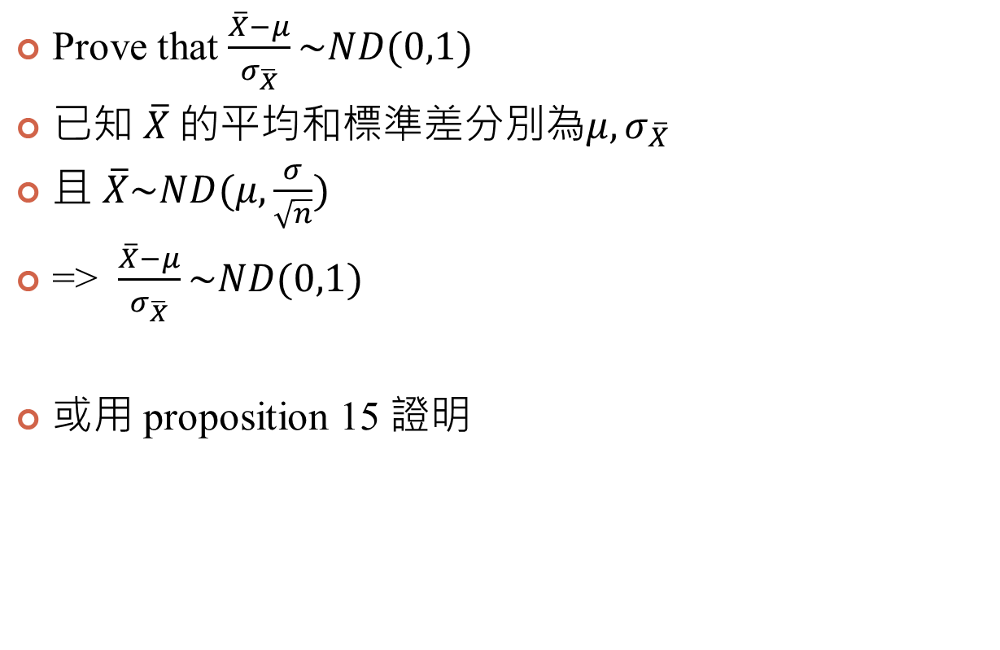 Prove that $\frac{\bar{X}-\mu}{\sigma_{\bar{X}}} \sim ND(0,1)$
已知 $\bar{X}$ 的平均和標準差分別為$\mu, \sigma_{\bar{X}}$
且 $\bar{X} \sim ND(\mu, \frac{\sigma}{\sqrt{n}})$
=> $\frac{\bar{X}-\mu}{\sigma_{\bar{X}}} \sim ND(0,1)$
或用 proposition 15 證明